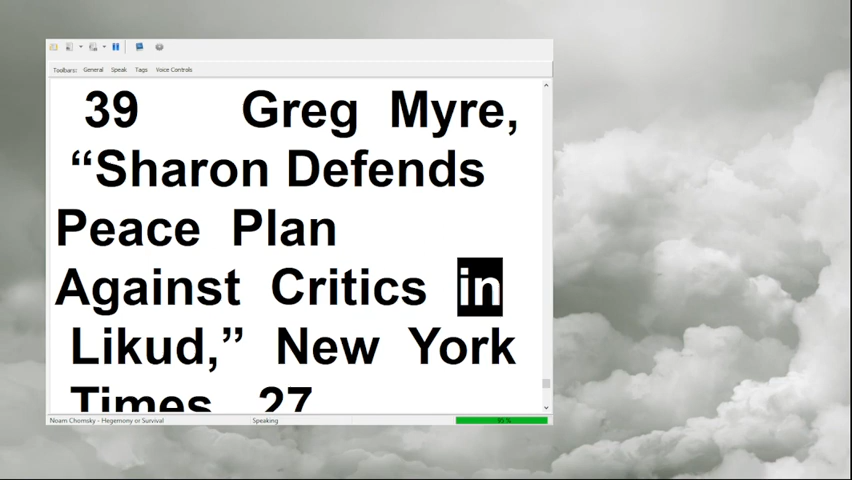 Toolbars: General Speak Tags Voice Controls
39 Greg Myre,
“Sharon Defends
Peace Plan
Against Critics in
Likud,” New York
Times, 27
Noam Chomsky - Hegemony or Survival Speaking 95 %